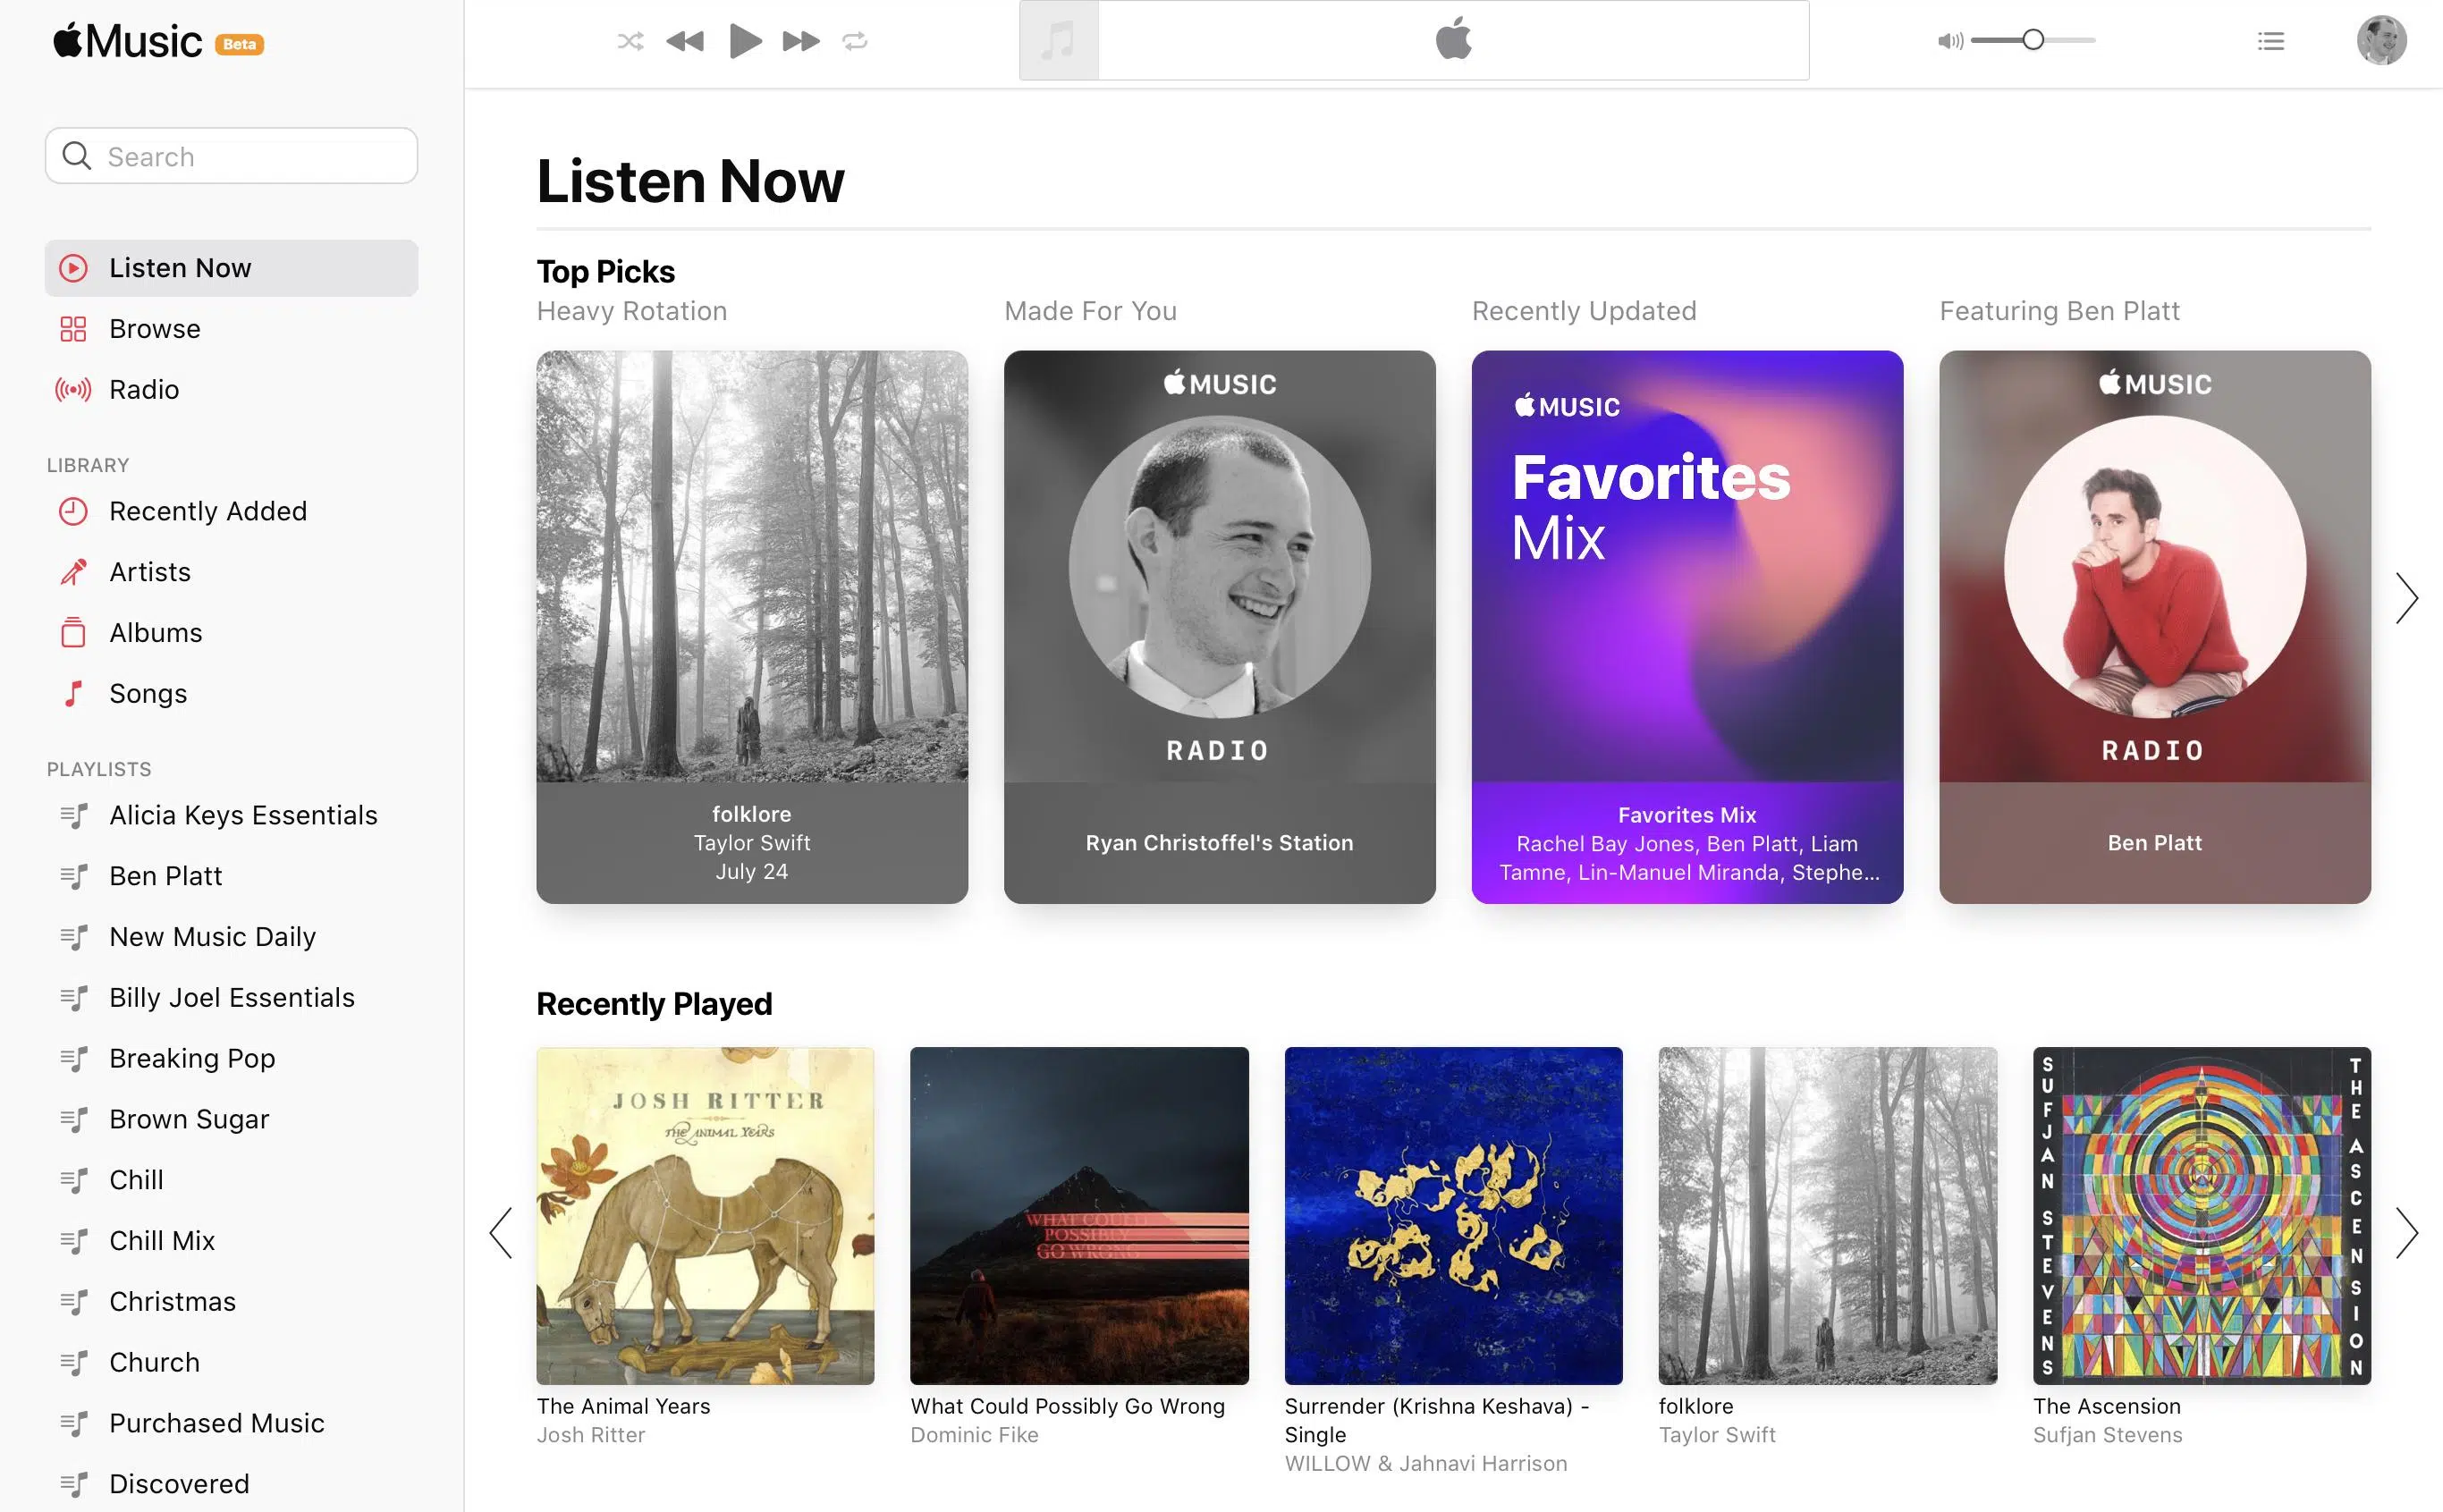 Music Beta
Search
Listen Now
Browse
Radio
LIBRARY
Recently Added
Artists
Albums
Songs
PLAYLISTS
Alicia Keys Essentials
Ben Platt
New Music Daily
Billy Joel Essentials
Breaking Pop
Brown Sugar
Chill
Chill Mix
Christmas
Church
Purchased Music
Discovered
Listen Now
Top Picks
Heavy Rotation
Made For You
Recently Updated
Featuring Ben Platt
folklore
Taylor Swift
July 24
MUSIC
RADIO
Ryan Christoffel's Station
MUSIC
Favorites
Mix
Favorites Mix
Rachel Bay Jones, Ben Platt, Liam
Tamne, Lin-Manuel Miranda, Stephe...
MUSIC
RADIO
Ben Platt
Recently Played
JOSH RITTER
THE ANIMAL YEARS
The Animal Years
Josh Ritter
WHAT COULD
POSSIBLY
GO WRONG
What Could Possibly Go Wrong
Dominic Fike
Surrender (Krishna Keshava) -
Single
WILLOW & Jahnavi Harrison
folklore
Taylor Swift
SUFJAN STEVENS
THE ASCENSION
The Ascension
Sufjan Stevens